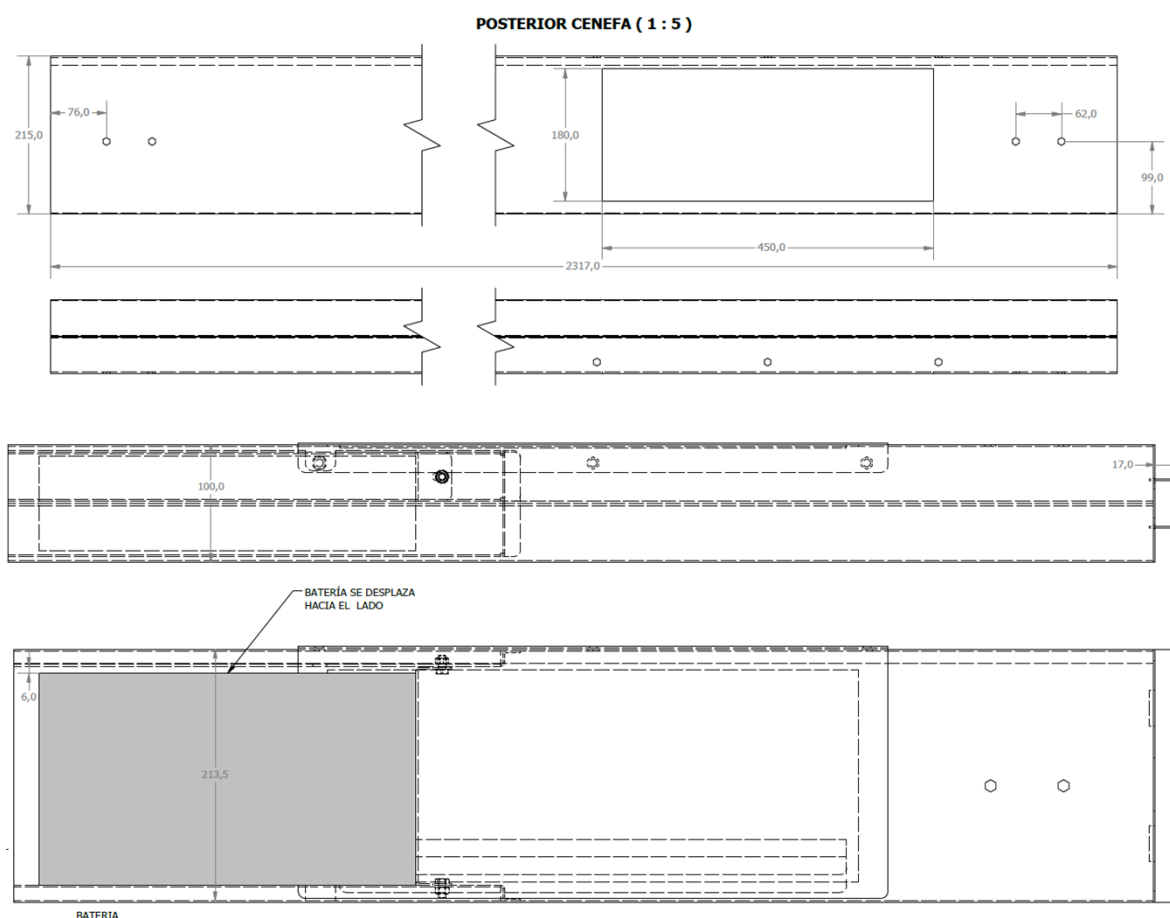 POSTERIOR CENEFA ( 1 : 5 )
76,0
215,0
180,0
62,0
99,0
450,0
2317,0
100,0
17,0
BATERÍA SE DESPLAZA
HACIA EL LADO
6,0
213,5
BATERIA